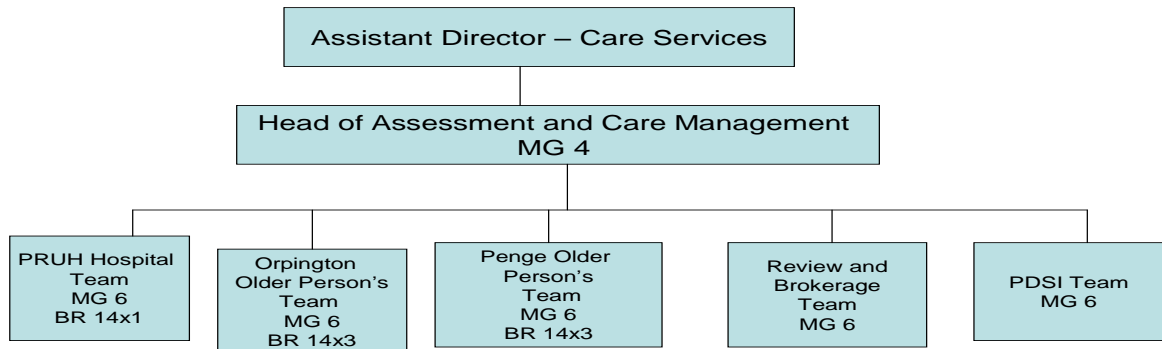 Assistant Director – Care Services
Head of Assessment and Care Management
MG 4
PRUH Hospital
Team
MG 6
BR 14x1
Orpington
Older Person's
Team
MG 6
BR 14x3
Penge Older
Person's
Team
MG 6
BR 14x3
Review and
Brokerage
Team
MG 6
PDSI Team
MG 6